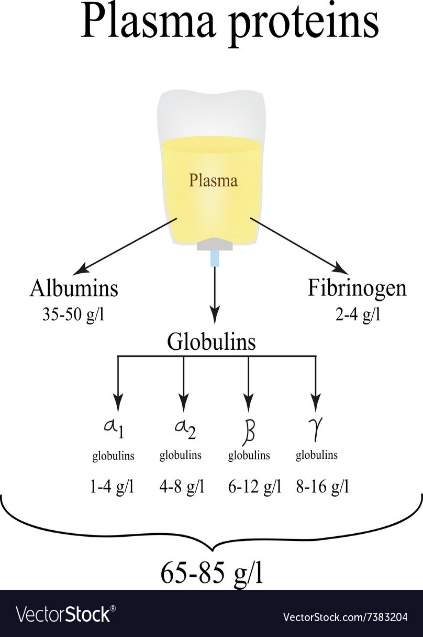 Plasma proteins
Plasma
Albumins
35-50 g/l
Fibrinogen
2-4 g/l
Globulins
α1 α2 β γ
globulins globulins globulins globulins
1-4 g/l 4-8 g/l 6-12 g/l 8-16 g/l
65-85 g/l
VectorStock®
VectorStock.com/7383204